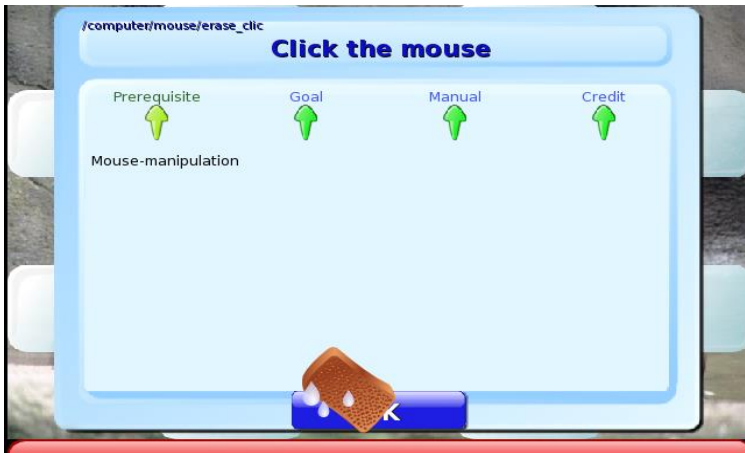 /computer/mouse/erase_clic
Click the mouse
Prerequisite Goal Manual Credit
Mouse-manipulation